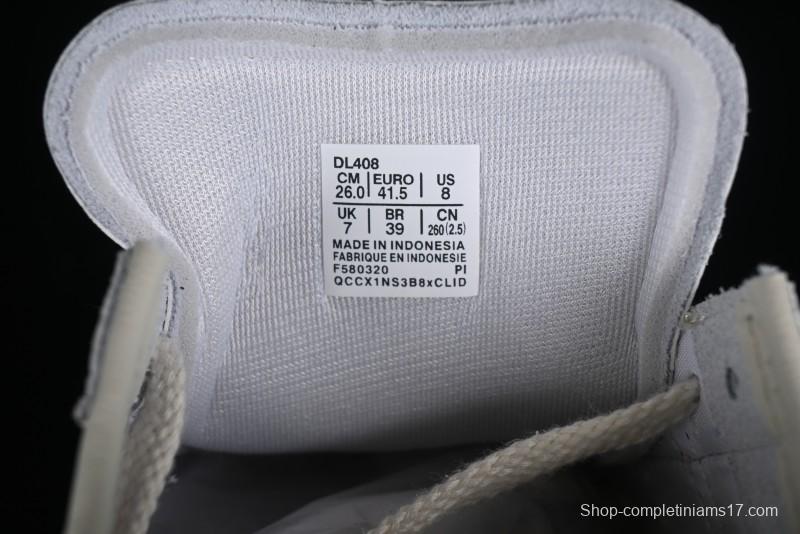 DL408
CM EURO US
26.0 41.5 8
UK BR CN
7 39 260(2.5)
MADE IN INDONESIA
FABRIQUE EN INDONESIE
F580320 PI
QCCX1NS3B8xCLID
Shop-completiniams17.com